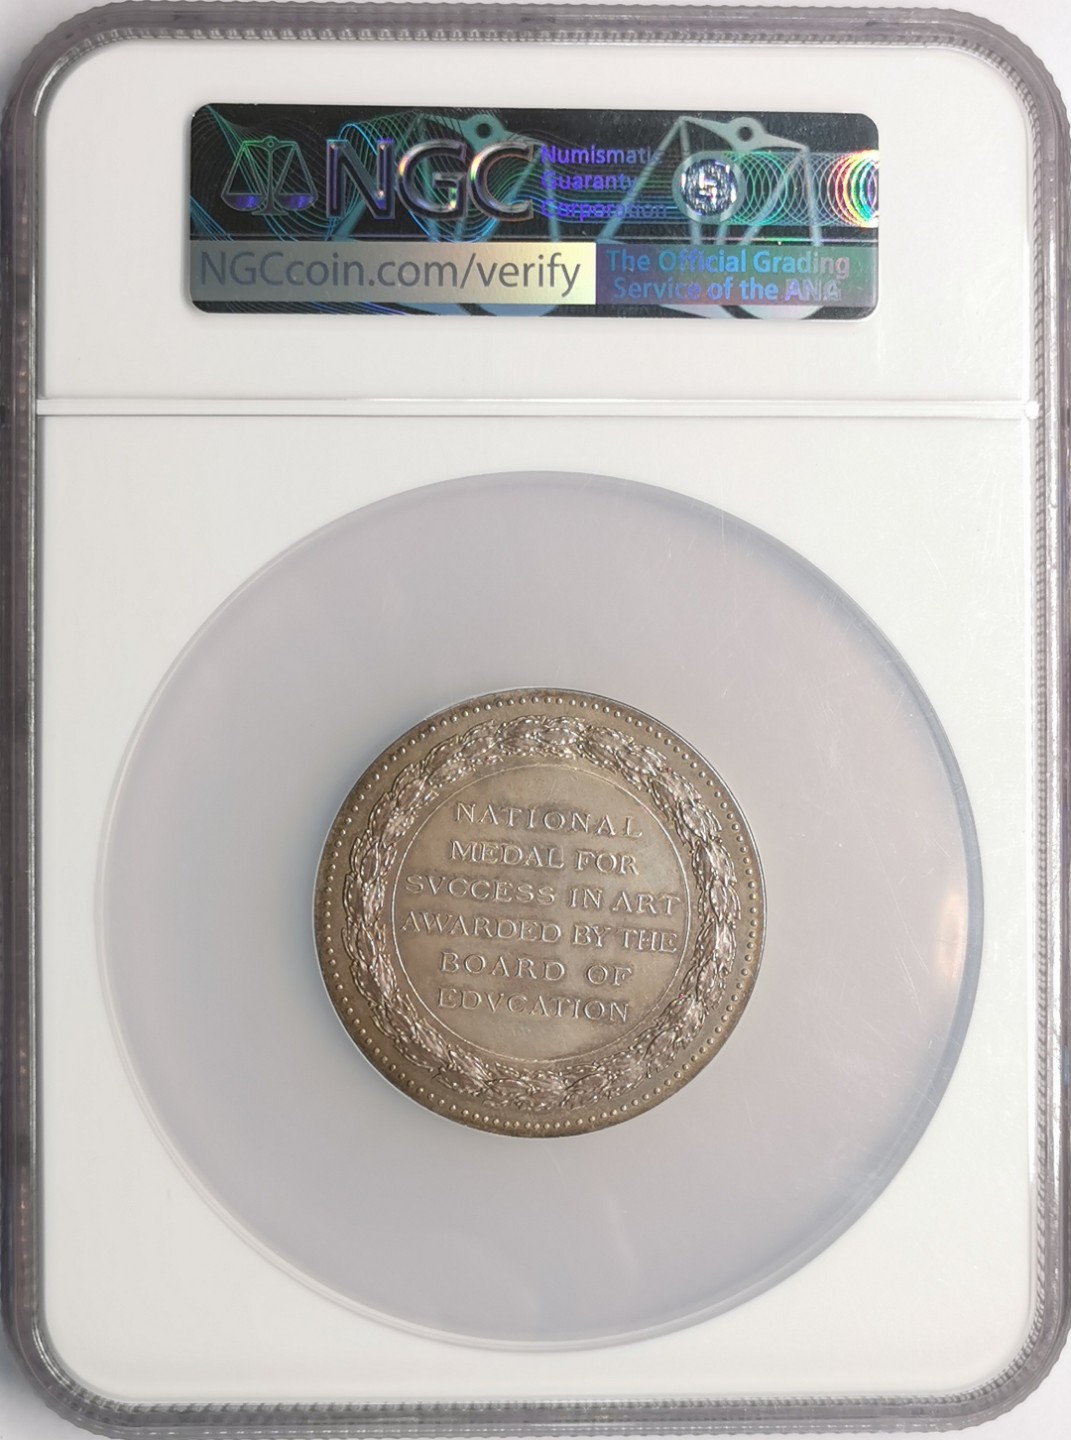 NGC
Numismatic
Guaranty
Corporation
NGCcoin.com/verify
The Official Grading
Service of the ANA
NATIONAL
MEDAL FOR
SVCCESS IN ART
AWARDED BY THE
BOARD OF
EDVCATION